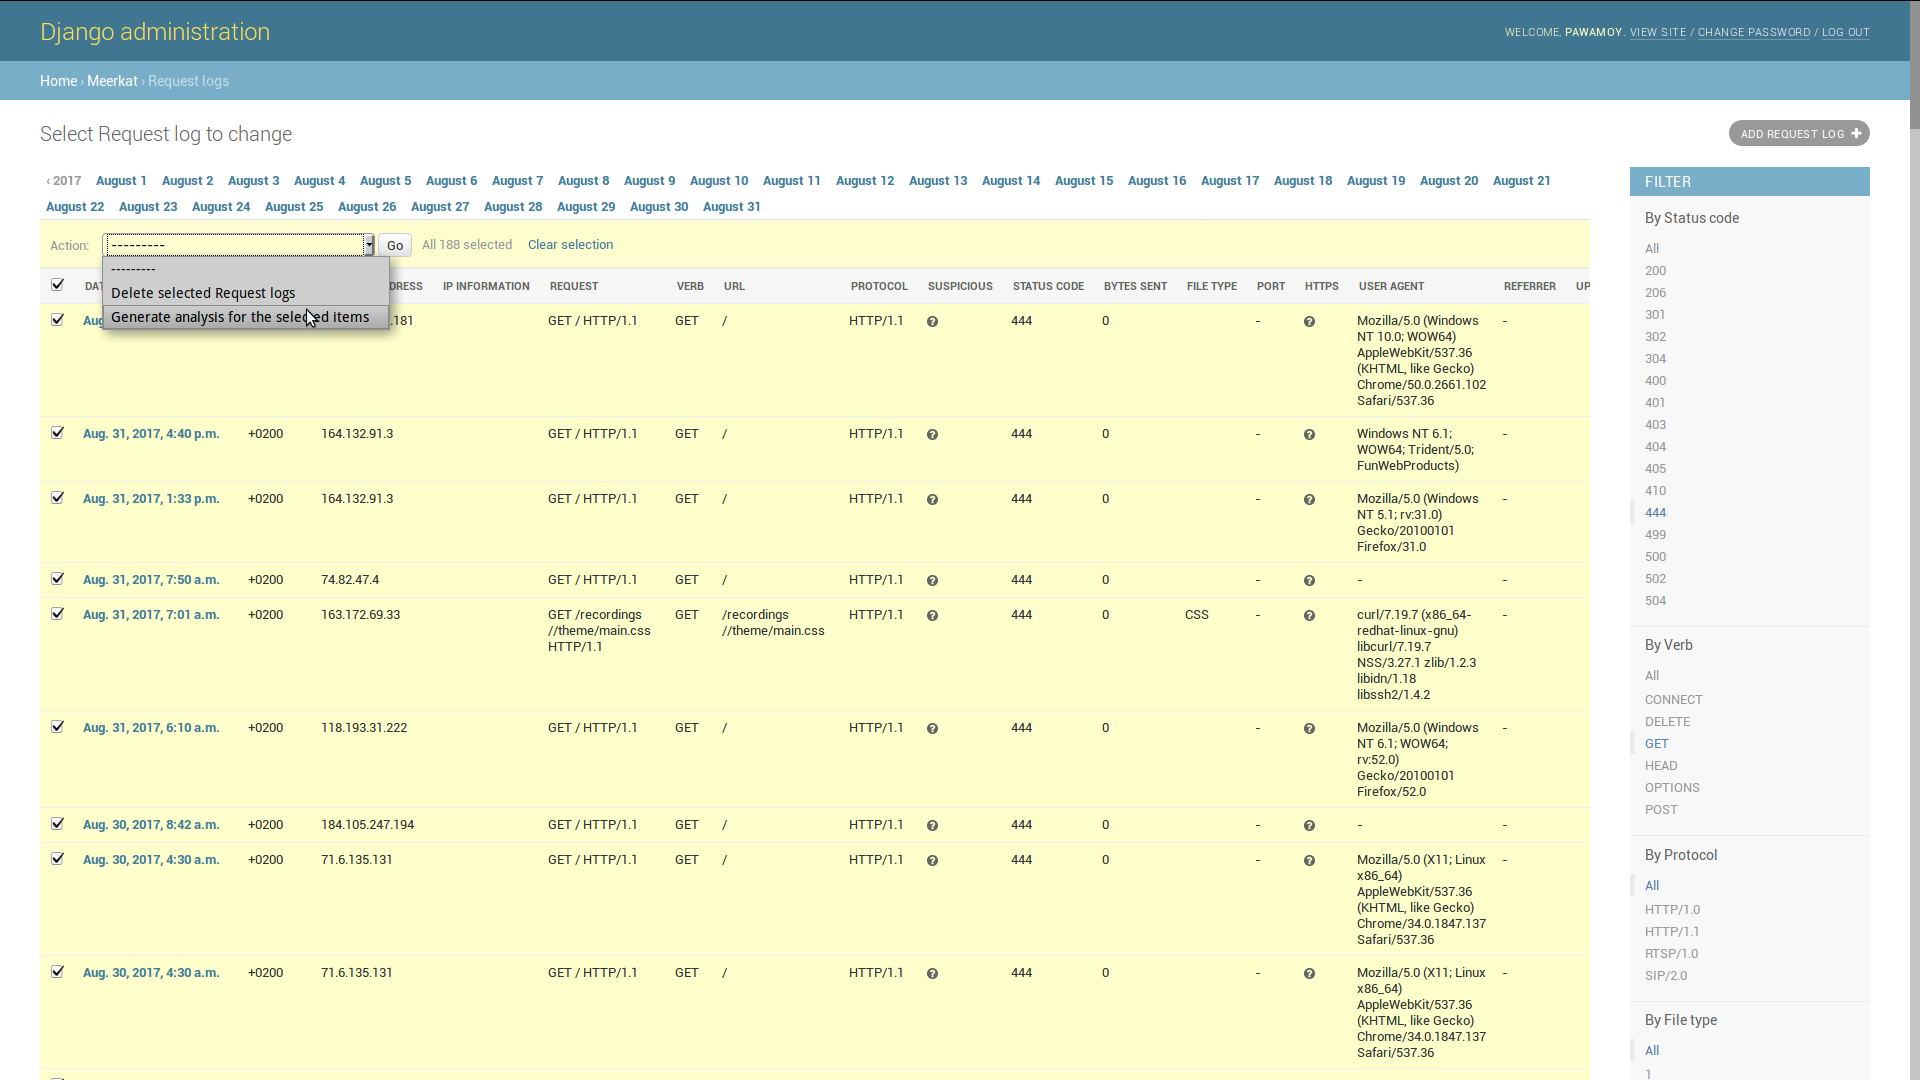 Django administration
WELCOME, PAWAMOY. VIEW SITE / CHANGE PASSWORD / LOG OUT
Home › Meerkat › Request logs
Select Request log to change
ADD REQUEST LOG +
‹ 2017 August 1 August 2 August 3 August 4 August 5 August 6 August 7 August 8 August 9 August 10 August 11 August 12 August 13 August 14 August 15 August 16 August 17 August 18 August 19 August 20 August 21
August 22 August 23 August 24 August 25 August 26 August 27 August 28 August 29 August 30 August 31
Action: --------- Go All 188 selected Clear selection
---------
Delete selected Request logs
Generate analysis for the selected items
IP INFORMATION REQUEST VERB URL PROTOCOL SUSPICIOUS STATUS CODE BYTES SENT FILE TYPE PORT HTTPS USER AGENT REFERRER UP
.181 GET / HTTP/1.1 GET / HTTP/1.1 ? 444 0 - ? Mozilla/5.0 (Windows -
NT 10.0; WOW64)
AppleWebKit/537.36
(KHTML, like Gecko)
Chrome/50.0.2661.102
Safari/537.36
Aug. 31, 2017, 4:40 p.m. +0200 164.132.91.3 GET / HTTP/1.1 GET / HTTP/1.1 ? 444 0 - ? Windows NT 6.1; -
WOW64; Trident/5.0;
FunWebProducts)
Aug. 31, 2017, 1:33 p.m. +0200 164.132.91.3 GET / HTTP/1.1 GET / HTTP/1.1 ? 444 0 - ? Mozilla/5.0 (Windows -
NT 5.1; rv:31.0)
Gecko/20100101
Firefox/31.0
Aug. 31, 2017, 7:50 a.m. +0200 74.82.47.4 GET / HTTP/1.1 GET / HTTP/1.1 ? 444 0 - ? - -
Aug. 31, 2017, 7:01 a.m. +0200 163.172.69.33 GET /recordings GET /recordings HTTP/1.1 ? 444 0 CSS - ? curl/7.19.7 (x86_64- -
//theme/main.css //theme/main.css redhat-linux-gnu)
HTTP/1.1 libcurl/7.19.7
NSS/3.27.1 zlib/1.2.3
libidn/1.18
libssh2/1.4.2
Aug. 31, 2017, 6:10 a.m. +0200 118.193.31.222 GET / HTTP/1.1 GET / HTTP/1.1 ? 444 0 - ? Mozilla/5.0 (Windows -
NT 6.1; WOW64;
rv:52.0)
Gecko/20100101
Firefox/52.0
Aug. 30, 2017, 8:42 a.m. +0200 184.105.247.194 GET / HTTP/1.1 GET / HTTP/1.1 ? 444 0 - ? - -
Aug. 30, 2017, 4:30 a.m. +0200 71.6.135.131 GET / HTTP/1.1 GET / HTTP/1.1 ? 444 0 - ? Mozilla/5.0 (X11; Linux -
x86_64)
AppleWebKit/537.36
(KHTML, like Gecko)
Chrome/34.0.1847.137
Safari/537.36
Aug. 30, 2017, 4:30 a.m. +0200 71.6.135.131 GET / HTTP/1.1 GET / HTTP/1.1 ? 444 0 - ? Mozilla/5.0 (X11; Linux -
x86_64)
AppleWebKit/537.36
(KHTML, like Gecko)
Chrome/34.0.1847.137
Safari/537.36
FILTER
By Status code
All
200
206
301
302
304
400
401
403
404
405
410
444
499
500
502
504
By Verb
All
CONNECT
DELETE
GET
HEAD
OPTIONS
POST
By Protocol
All
HTTP/1.0
HTTP/1.1
RTSP/1.0
SIP/2.0
By File type
All
1